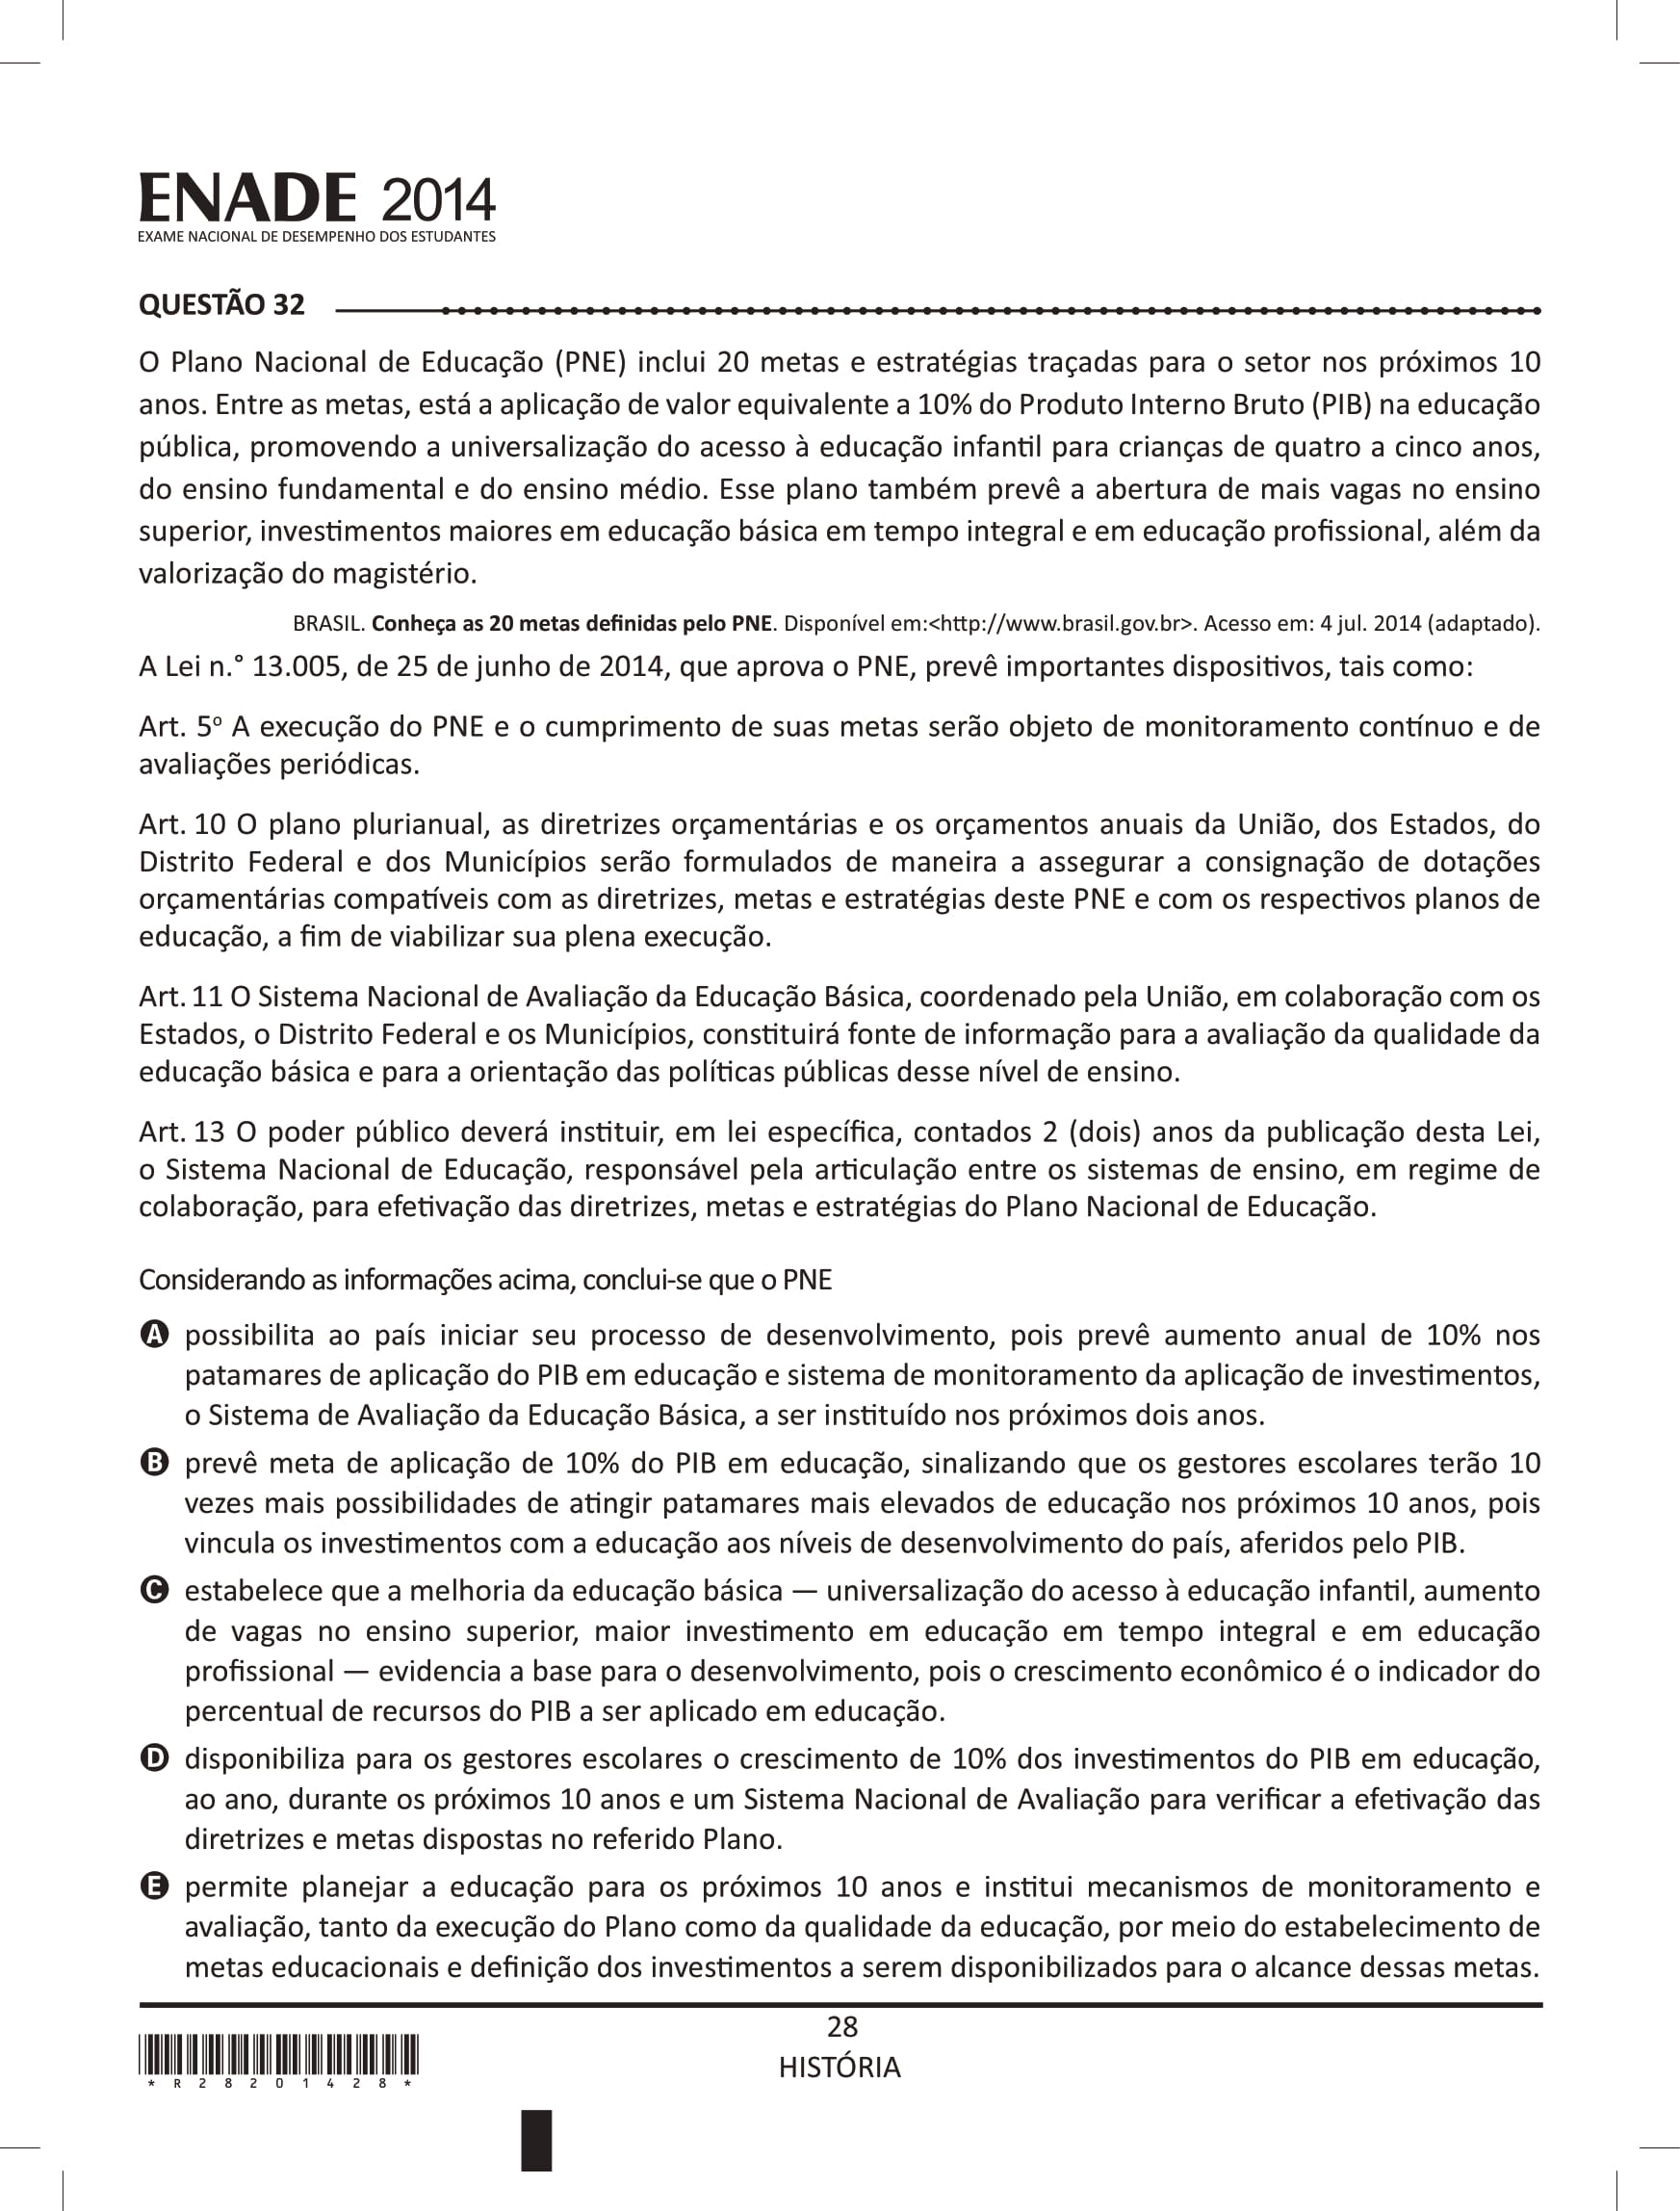 ENADE 2014
EXAME NACIONAL DE DESEMPENHO DOS ESTUDANTES
QUESTÃO 32
O Plano Nacional de Educação (PNE) inclui 20 metas e estratégias traçadas para o setor nos próximos 10
anos. Entre as metas, está a aplicação de valor equivalente a 10% do Produto Interno Bruto (PIB) na educação
pública, promovendo a universalização do acesso à educação infantil para crianças de quatro a cinco anos,
do ensino fundamental e do ensino médio. Esse plano também prevê a abertura de mais vagas no ensino
superior, investimentos maiores em educação básica em tempo integral e em educação profissional, além da
valorização do magistério.
BRASIL. Conheça as 20 metas definidas pelo PNE. Disponível em:<http://www.brasil.gov.br>. Acesso em: 4 jul. 2014 (adaptado).
A Lei n.° 13.005, de 25 de junho de 2014, que aprova o PNE, prevê importantes dispositivos, tais como:
Art. 5º A execução do PNE e o cumprimento de suas metas serão objeto de monitoramento contínuo e de
avaliações periódicas.
Art. 10 O plano plurianual, as diretrizes orçamentárias e os orçamentos anuais da União, dos Estados, do
Distrito Federal e dos Municípios serão formulados de maneira a assegurar a consignação de dotações
orçamentárias compatíveis com as diretrizes, metas e estratégias deste PNE e com os respectivos planos de
educação, a fim de viabilizar sua plena execução.
Art. 11 O Sistema Nacional de Avaliação da Educação Básica, coordenado pela União, em colaboração com os
Estados, o Distrito Federal e os Municípios, constituirá fonte de informação para a avaliação da qualidade da
educação básica e para a orientação das políticas públicas desse nível de ensino.
Art. 13 O poder público deverá instituir, em lei específica, contados 2 (dois) anos da publicação desta Lei,
o Sistema Nacional de Educação, responsável pela articulação entre os sistemas de ensino, em regime de
colaboração, para efetivação das diretrizes, metas e estratégias do Plano Nacional de Educação.
Considerando as informações acima, conclui-se que o PNE
A possibilita ao país iniciar seu processo de desenvolvimento, pois prevê aumento anual de 10% nos
patamares de aplicação do PIB em educação e sistema de monitoramento da aplicação de investimentos,
o Sistema de Avaliação da Educação Básica, a ser instituído nos próximos dois anos.
B prevê meta de aplicação de 10% do PIB em educação, sinalizando que os gestores escolares terão 10
vezes mais possibilidades de atingir patamares mais elevados de educação nos próximos 10 anos, pois
vincula os investimentos com a educação aos níveis de desenvolvimento do país, aferidos pelo PIB.
C estabelece que a melhoria da educação básica — universalização do acesso à educação infantil, aumento
de vagas no ensino superior, maior investimento em educação em tempo integral e em educação
profissional — evidencia a base para o desenvolvimento, pois o crescimento econômico é o indicador do
percentual de recursos do PIB a ser aplicado em educação.
D disponibiliza para os gestores escolares o crescimento de 10% dos investimentos do PIB em educação,
ao ano, durante os próximos 10 anos e um Sistema Nacional de Avaliação para verificar a efetivação das
diretrizes e metas dispostas no referido Plano.
E permite planejar a educação para os próximos 10 anos e institui mecanismos de monitoramento e
avaliação, tanto da execução do Plano como da qualidade da educação, por meio do estabelecimento de
metas educacionais e definição dos investimentos a serem disponibilizados para o alcance dessas metas.
28
HISTÓRIA
* R 2 8 2 0 1 4 2 8 *